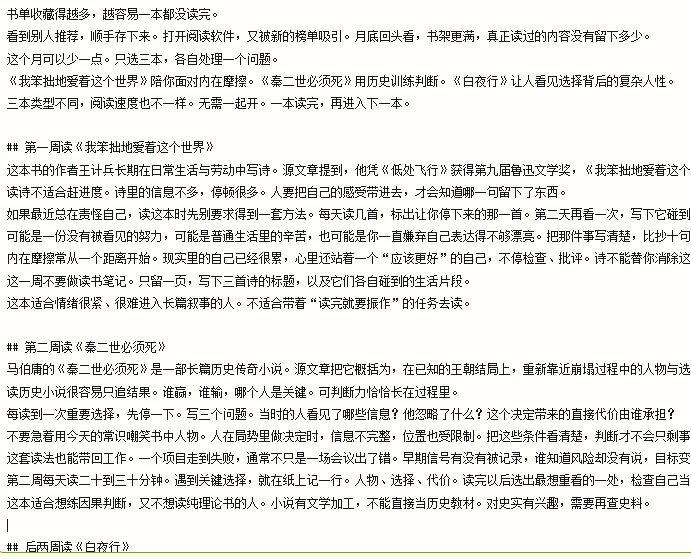 书单收藏得越多，越容易一本都没读完。
看到别人推荐，顺手存下来。打开阅读软件，又被新的榜单吸引。月底回头看，书架更满，真正读过的内容没有留下多少。
这个月可以少一点。只选三本，各自处理一个问题。
《我笨拙地爱着这个世界》陪你面对内在摩擦。《秦二世必须死》用历史训练判断。《白夜行》让人看见选择背后的复杂人性。
三本类型不同，阅读速度也不一样。无需一起开。一本读完，再进入下一本。
## 第一周读《我笨拙地爱着这个世界》
这本书的作者王计兵长期在日常生活与劳动中写诗。源文章提到，他凭《低处飞行》获得第九届鲁迅文学奖，《我笨拙地爱着这个
读诗不适合赶进度。诗里的信息不多，停顿很多。人要把自己的感受带进去，才会知道哪一句留下了东西。
如果最近总在责怪自己，读这本时先别要求得到一套方法。每天读几首，标出让你停下来的那一首。第二天再看一次，写下它碰到
可能是一份没有被看见的努力，可能是普通生活里的辛苦，也可能是你一直嫌弃自己表达得不够漂亮。把那件事写清楚，比抄十句
内在摩擦常从一个距离开始。现实里的自己已经很累，心里还站着一个“应该更好”的自己，不停检查、批评。诗不能替你消除这
这一周不要做读书笔记。只留一页，写下三首诗的标题，以及它们各自碰到的生活片段。
这本适合情绪很紧、很难进入长篇叙事的人。不适合带着“读完就要振作”的任务去读。
## 第二周读《秦二世必须死》
马伯庸的《秦二世必须死》是一部长篇历史传奇小说。源文章把它概括为，在已知的王朝结局上，重新靠近崩塌过程中的人物与选
读历史小说很容易只追结果。谁赢，谁输，哪个人是关键。可判断力恰恰长在过程里。
每读到一次重要选择，先停一下。写三个问题。当时的人看见了哪些信息？他忽略了什么？这个决定带来的直接代价由谁承担？
不要急着用今天的常识嘲笑书中人物。人在局势里做决定时，信息不完整，位置也受限制。把这些条件看清楚，判断才不会只剩事
这套读法也能带回工作。一个项目走到失败，通常不只是一场会议出了错。早期信号有没有被记录，谁知道风险却没有说，目标变
第二周每天读二十到三十分钟。遇到关键选择，就在纸上记一行。人物、选择、代价。读完以后选出最想重看的一处，检查自己当
这本适合想练因果判断，又不想读纯理论书的人。小说有文学加工，不能直接当历史教材。对史实有兴趣，需要再查史料。
## 后两周读《白夜行》